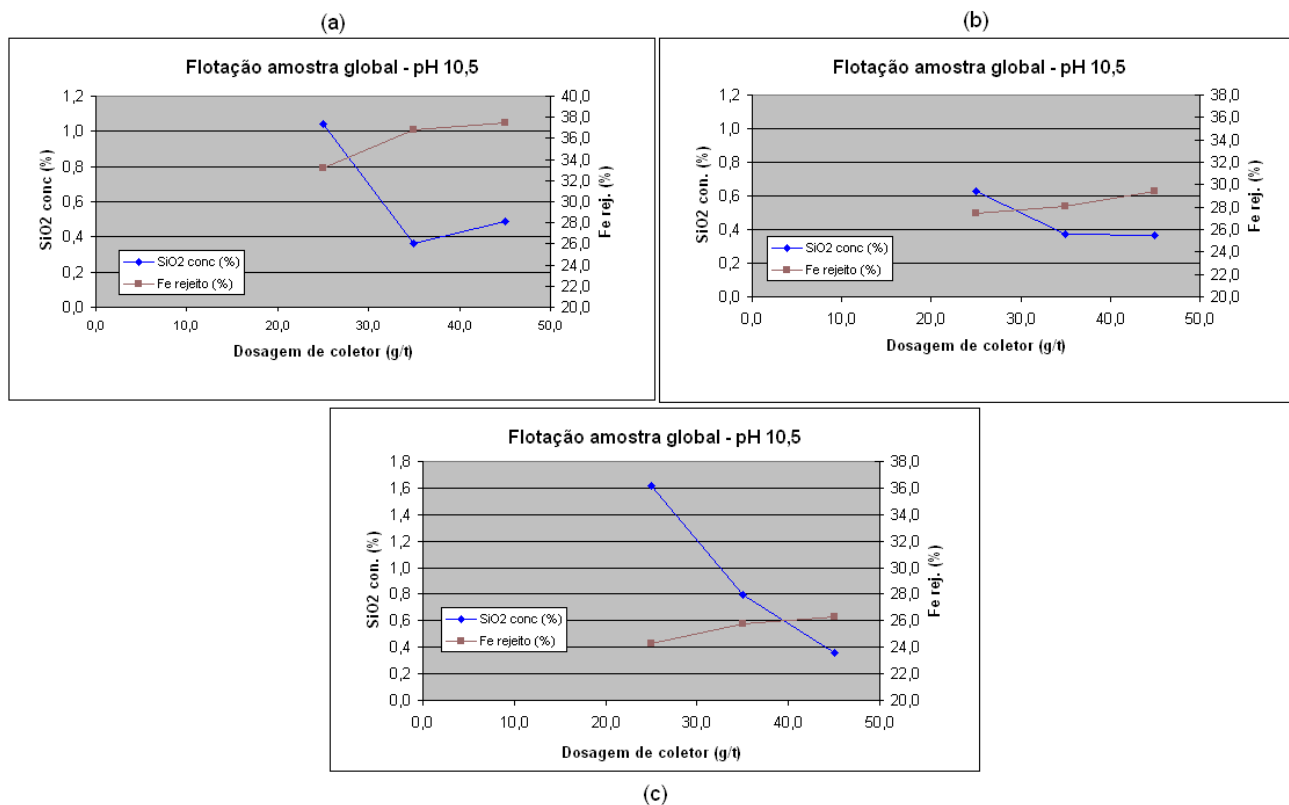 (a)
Flotação amostra global - pH 10,5
1,2
1,0
0,8
0,6
0,4
0,2
0,0
SiO2 conc (%)
40,0
38,0
36,0
34,0
32,0
30,0
28,0
26,0
24,0
22,0
20,0
Fe rej. (%)
SiO2 conc (%)
Fe rejeito (%)
0,0 10,0 20,0 30,0 40,0 50,0
Dosagem de coletor (g/t)
(b)
Flotação amostra global - pH 10,5
1,2
1,0
0,8
0,6
0,4
0,2
0,0
SiO2 con. (%)
38,0
36,0
34,0
32,0
30,0
28,0
26,0
24,0
22,0
20,0
Fe rej. (%)
SiO2 conc (%)
Fe rejeito (%)
0,0 10,0 20,0 30,0 40,0 50,0
Dosagem de coletor (g/t)
Flotação amostra global - pH 10,5
1,8
1,6
1,4
1,2
1,0
0,8
0,6
0,4
0,2
0,0
SiO2 con. (%)
38,0
36,0
34,0
32,0
30,0
28,0
26,0
24,0
22,0
20,0
Fe rej. (%)
SiO2 conc (%)
Fe rejeito (%)
0,0 10,0 20,0 30,0 40,0 50,0
Dosagem de coletor (g/t)
(c)